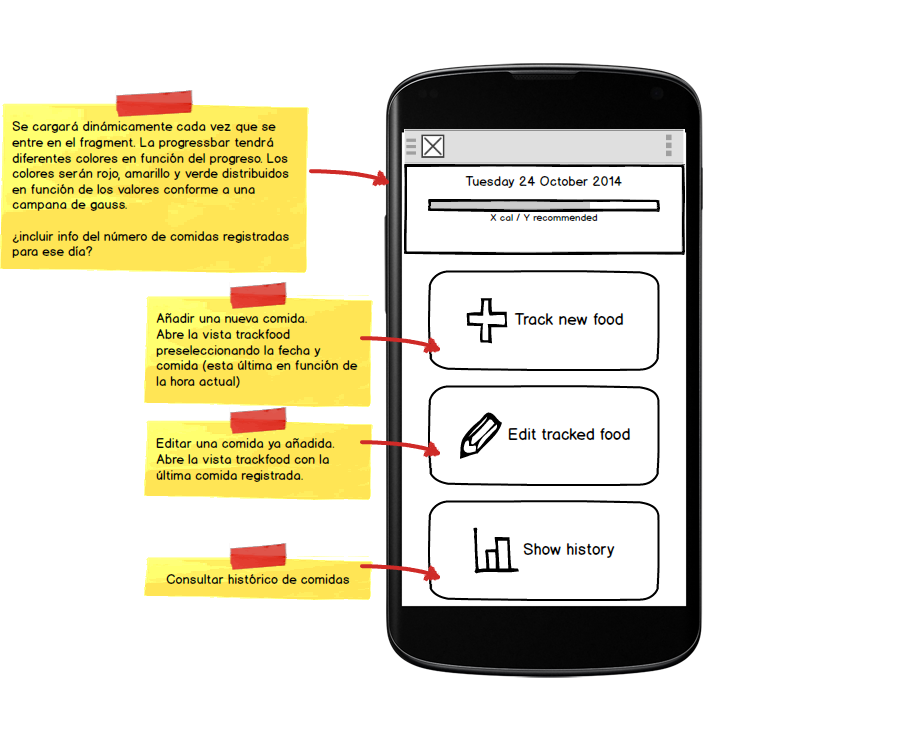 Se cargará dinámicamente cada vez que se
entre en el fragment. La progressbar tendrá
diferentes colores en función del progreso. Los
colores serán rojo, amarillo y verde distribuidos
en función de los valores conforme a una
campana de gauss.
¿incluir info del número de comidas registradas
para ese día?
Tuesday 24 October 2014
X cal / Y recommended
Añadir una nueva comida.
Abre la vista trackfood
preseleccionando la fecha y
comida (esta última en función de
la hora actual)
Track new food
Editar una comida ya añadida.
Abre la vista trackfood con la
última comida registrada.
Edit tracked food
Consultar histórico de comidas
Show history